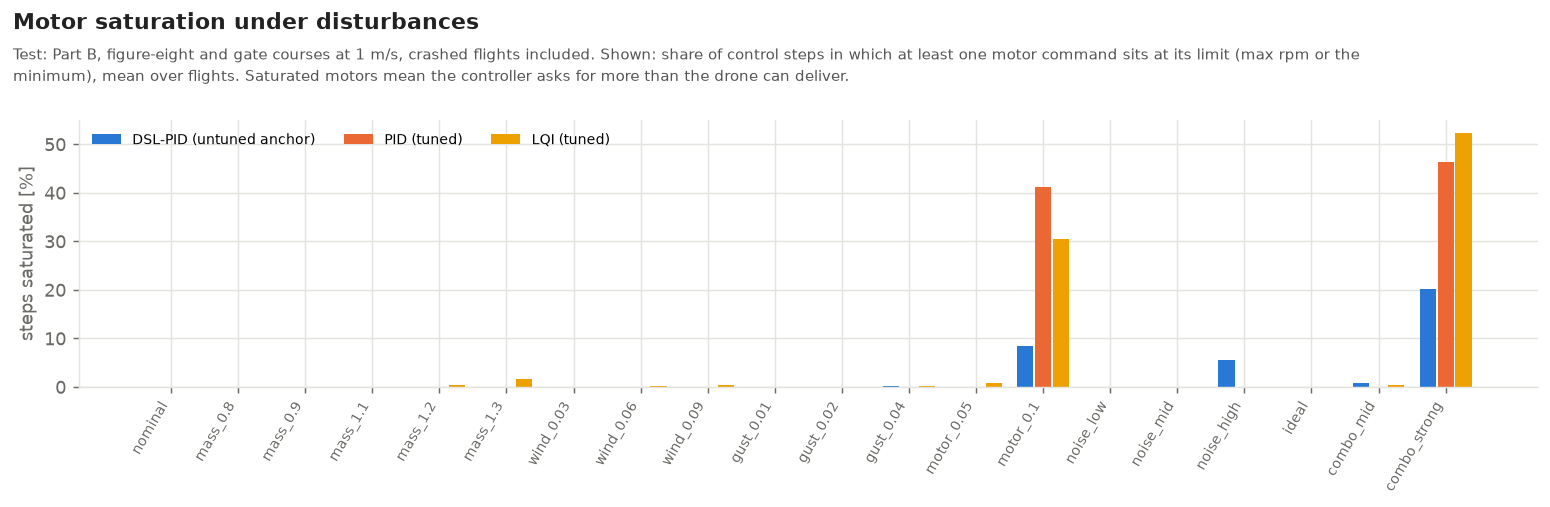 Motor saturation under disturbances
Test: Part B, figure-eight and gate courses at 1 m/s, crashed flights included. Shown: share of control steps in which at least one motor command sits at its limit (max rpm or the
minimum), mean over flights. Saturated motors mean the controller asks for more than the drone can deliver.
DSL-PID (untuned anchor)
PID (tuned)
LQI (tuned)
steps saturated [%]
50
40
30
20
10
0
nominal
mass_0.8
mass_0.9
mass_1.1
mass_1.2
mass_1.3
wind_0.03
wind_0.06
wind_0.09
gust_0.01
gust_0.02
gust_0.04
motor_0.05
motor_0.1
noise_low
noise_mid
noise_high
ideal
combo_mid
combo_strong